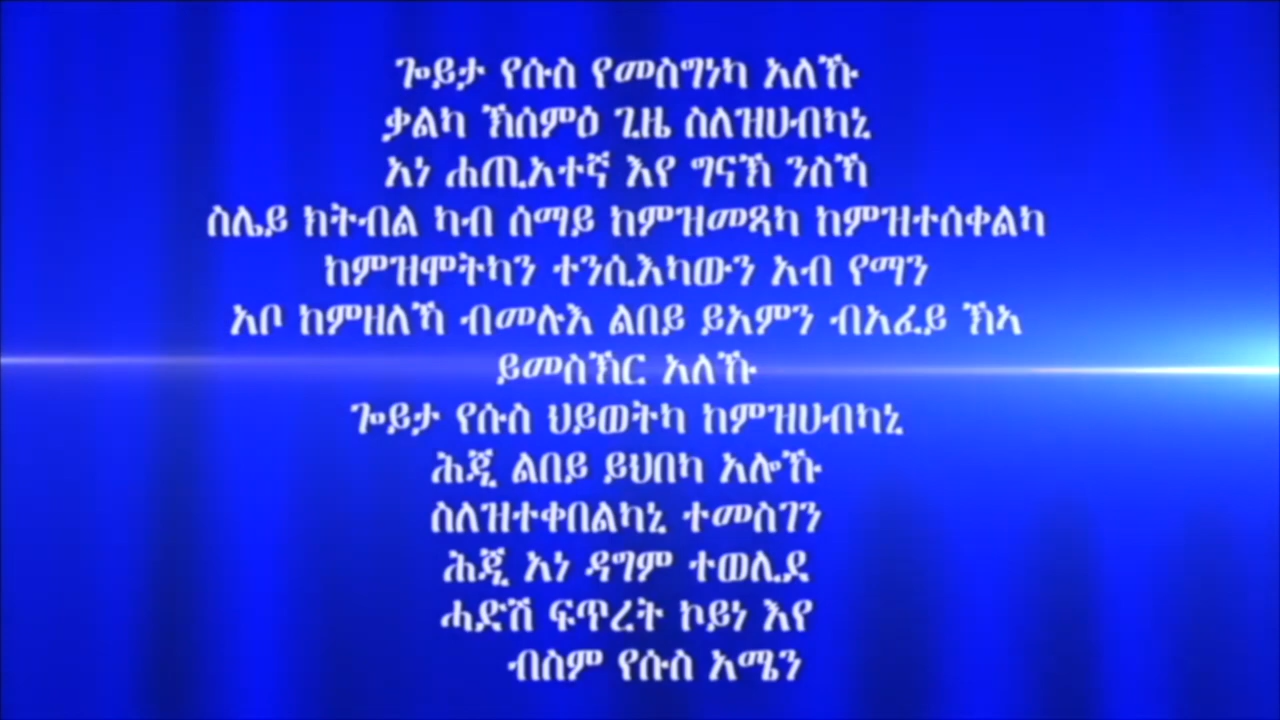 ጐይታ የሱስ የመስግነካ አለኹ
ቃልካ ኽሰምዕ ጊዜ ስለዝሀብካኒ
አነ ሐጢአተኛ እየ ግናኽ ንስኻ
ስሌይ ክትብል ካብ ሰማይ ከምዝመጻካ ከምዝተሰቀልካ
ከምዝሞትካን ተንሲእካውን አብ የማን
አቦ ከምዘለኻ ብመሉእ ልበይ ይአምን ብአፈይ ኽኣ
ይመስኽር አለኹ
ጐይታ የሱስ ህይወትካ ከምዝሀብካኒ
ሕጂ ልበይ ይህበካ አሎኹ
ስለዝተቀበልካኒ ተመስገን
ሕጂ አነ ዳግም ተወሊደ
ሓድሽ ፍጥረት ኮይነ እየ
ብስም የሱስ አሜን